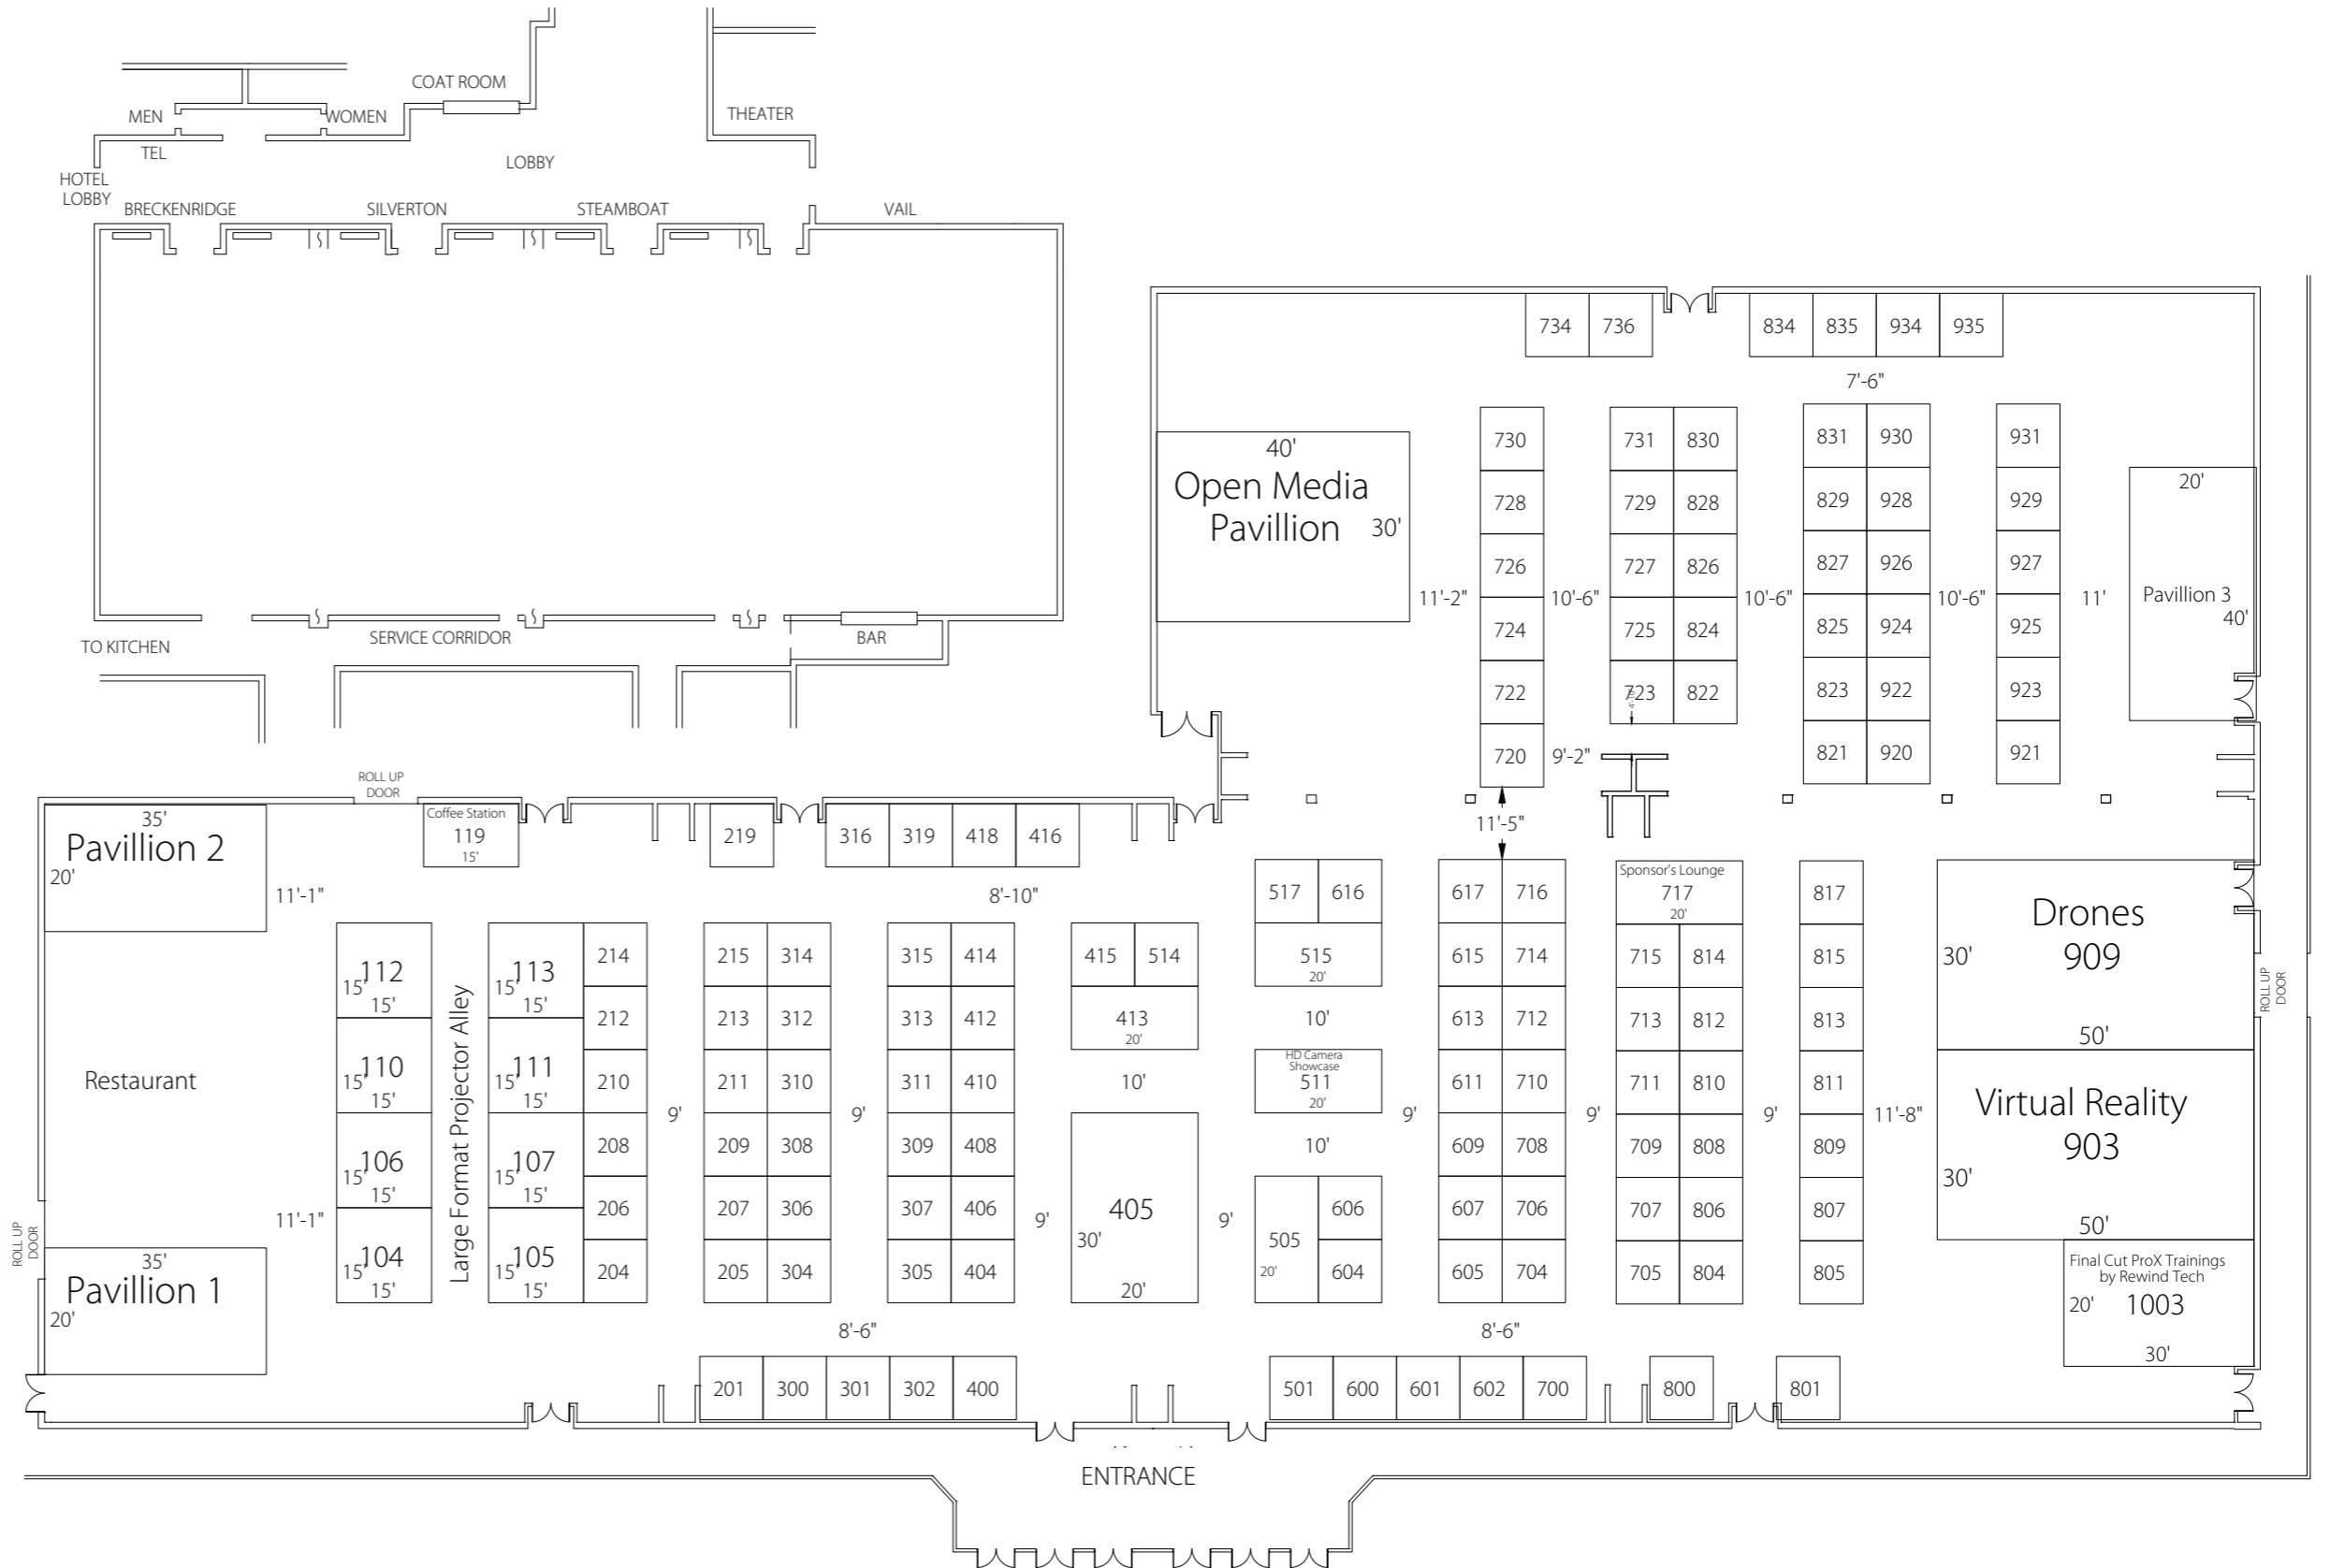 COAT ROOM
MEN
WOMEN
THEATER
TEL
LOBBY
HOTEL
LOBBY
BRECKENRIDGE
SILVERTON
STEAMBOAT
VAIL
TO KITCHEN
SERVICE CORRIDOR
BAR
734 736
834 835 934 935
7'-6"
40'
Open Media
Pavillion
30'
730 731 830 831 930 931
728 729 828 829 928 929
726 727 826 827 926 927
11'-2" 10'-6" 10'-6" 10'-6" 11'
724 725 824 825 924 925
722 723 822 823 922 923
720 9'-2" 821 920 921
20'
Pavillion 3
40'
11'-5"
ROLL UP
DOOR
35'
Pavillion 2
20'
11'-1"
Coffee Station
119
15'
219 316 319 418 416
8'-10"
Restaurant
ROLL UP
DOOR
11'-1"
35'
Pavillion 1
20'
112
15'
15'
110
15'
15'
106
15'
15'
104
15'
15'
Large Format Projector Alley
113
15'
15'
111
15'
15'
107
15'
15'
105
15'
15'
214
212
210
208
206
204
9'
215 314
213 312
211 310
209 308
207 306
205 304
9'
315 414
313 412
311 410
309 408
307 406
305 404
9'
415 514
413
20'
10'
405
30'
20'
9'
517 616
515
20'
10'
HD Camera
Showcase
511
20'
10'
505
20'
606
604
9'
617 716
615 714
613 712
611 710
609 708
607 706
605 704
9'
Sponsor's Lounge
717
20'
715 814
713 812
711 810
709 808
707 806
705 804
9'
817
815
813
811
809
807
805
11'-8"
Drones
909
30'
50'
ROLL UP
DOOR
Virtual Reality
903
30'
50'
Final Cut ProX Trainings
by Rewind Tech
20' 1003
30'
8'-6"
8'-6"
201 300 301 302 400
501 600 601 602 700 800 801
ENTRANCE